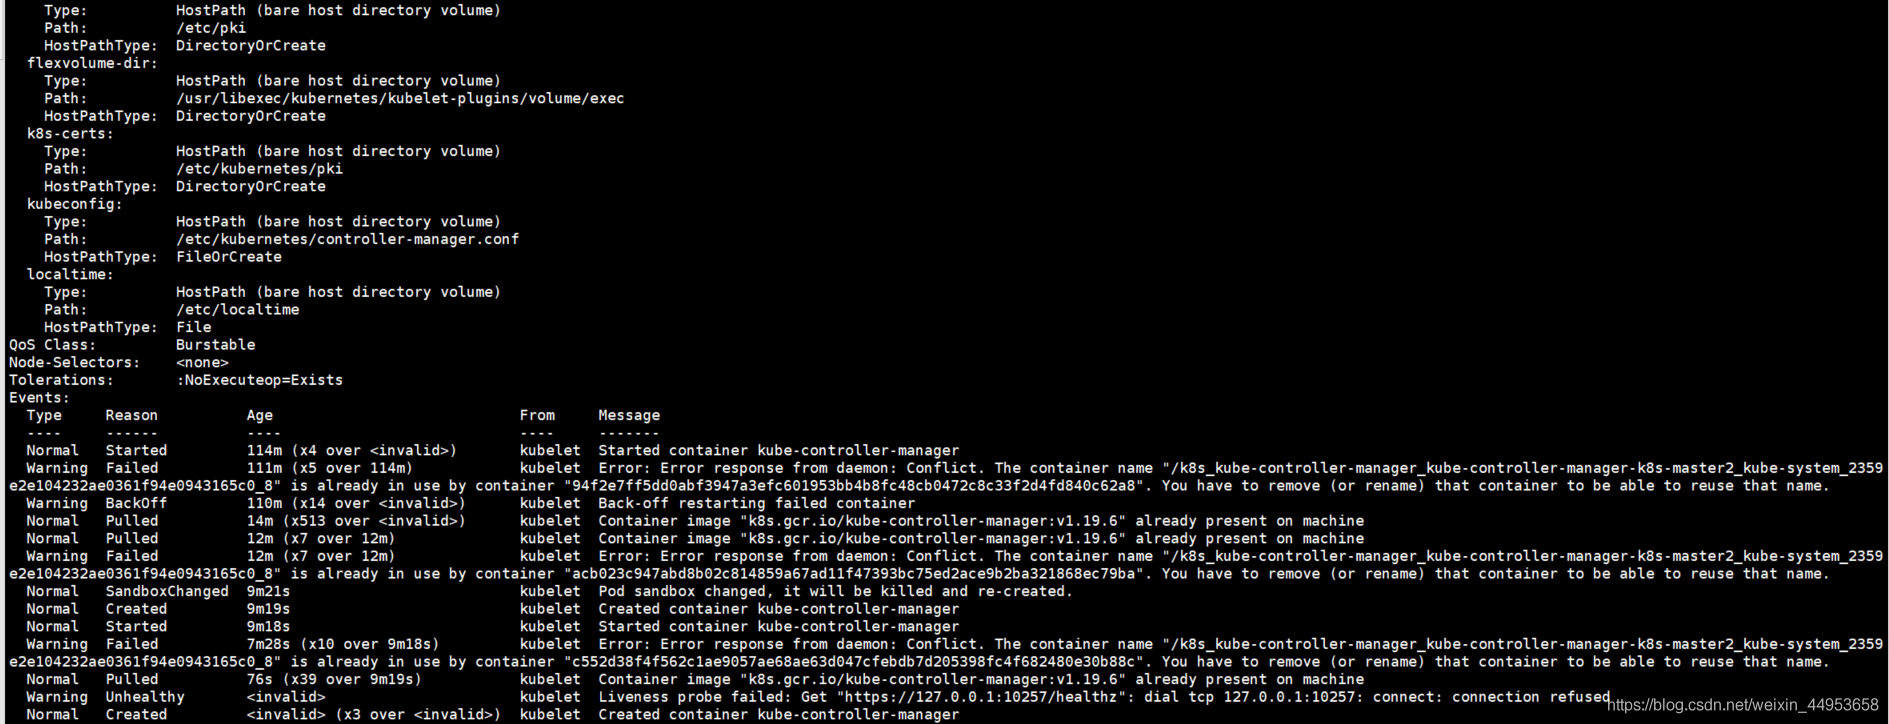 Type:          HostPath (bare host directory volume)
    Path:          /etc/pki
    HostPathType:  DirectoryOrCreate
  flexvolume-dir:
    Type:          HostPath (bare host directory volume)
    Path:          /usr/libexec/kubernetes/kubelet-plugins/volume/exec
    HostPathType:  DirectoryOrCreate
  k8s-certs:
    Type:          HostPath (bare host directory volume)
    Path:          /etc/kubernetes/pki
    HostPathType:  DirectoryOrCreate
  kubeconfig:
    Type:          HostPath (bare host directory volume)
    Path:          /etc/kubernetes/controller-manager.conf
    HostPathType:  FileOrCreate
  localtime:
    Type:          HostPath (bare host directory volume)
    Path:          /etc/localtime
    HostPathType:  File
QoS Class:         Burstable
Node-Selectors:    <none>
Tolerations:       :NoExecuteop=Exists
Events:
  Type     Reason          Age                            From     Message
  ----     ------          ----                           ----     -------
  Normal   Started         114m (x4 over <invalid>)       kubelet  Started container kube-controller-manager
  Warning  Failed          111m (x5 over 114m)            kubelet  Error: Error response from daemon: Conflict. The container name "/k8s_kube-controller-manager_kube-controller-manager-k8s-master2_kube-system_2359
e2e104232ae0361f94e0943165c0_8" is already in use by container "94f2e7ff5dd0abf3947a3efc601953bb4b8fc48cb0472c8c33f2d4fd840c62a8". You have to remove (or rename) that container to be able to reuse that name.
  Warning  BackOff         110m (x14 over <invalid>)      kubelet  Back-off restarting failed container
  Normal   Pulled          14m (x513 over <invalid>)      kubelet  Container image "k8s.gcr.io/kube-controller-manager:v1.19.6" already present on machine
  Normal   Pulled          12m (x7 over 12m)              kubelet  Container image "k8s.gcr.io/kube-controller-manager:v1.19.6" already present on machine
  Warning  Failed          12m (x7 over 12m)              kubelet  Error: Error response from daemon: Conflict. The container name "/k8s_kube-controller-manager_kube-controller-manager-k8s-master2_kube-system_2359
e2e104232ae0361f94e0943165c0_8" is already in use by container "acb023c947abd8b02c814859a67ad11f47393bc75ed2ace9b2ba321868ec79ba". You have to remove (or rename) that container to be able to reuse that name.
  Normal   SandboxChanged  9m21s                          kubelet  Pod sandbox changed, it will be killed and re-created.
  Normal   Created         9m19s                          kubelet  Created container kube-controller-manager
  Normal   Started         9m18s                          kubelet  Started container kube-controller-manager
  Warning  Failed          7m28s (x10 over 9m18s)         kubelet  Error: Error response from daemon: Conflict. The container name "/k8s_kube-controller-manager_kube-controller-manager-k8s-master2_kube-system_2359
e2e104232ae0361f94e0943165c0_8" is already in use by container "c552d38f4f562c1ae9057ae68ae63d047cfebdb7d205398fc4f682480e30b88c". You have to remove (or rename) that container to be able to reuse that name.
  Normal   Pulled          76s (x39 over 9m19s)           kubelet  Container image "k8s.gcr.io/kube-controller-manager:v1.19.6" already present on machine
  Warning  Unhealthy       <invalid>                      kubelet  Liveness probe failed: Get "https://127.0.0.1:10257/healthz": dial tcp 127.0.0.1:10257: connect: connection refused
  Normal   Created         <invalid> (x3 over <invalid>)  kubelet  Created container kube-controller-manager
https://blog.csdn.net/weixin_44953658